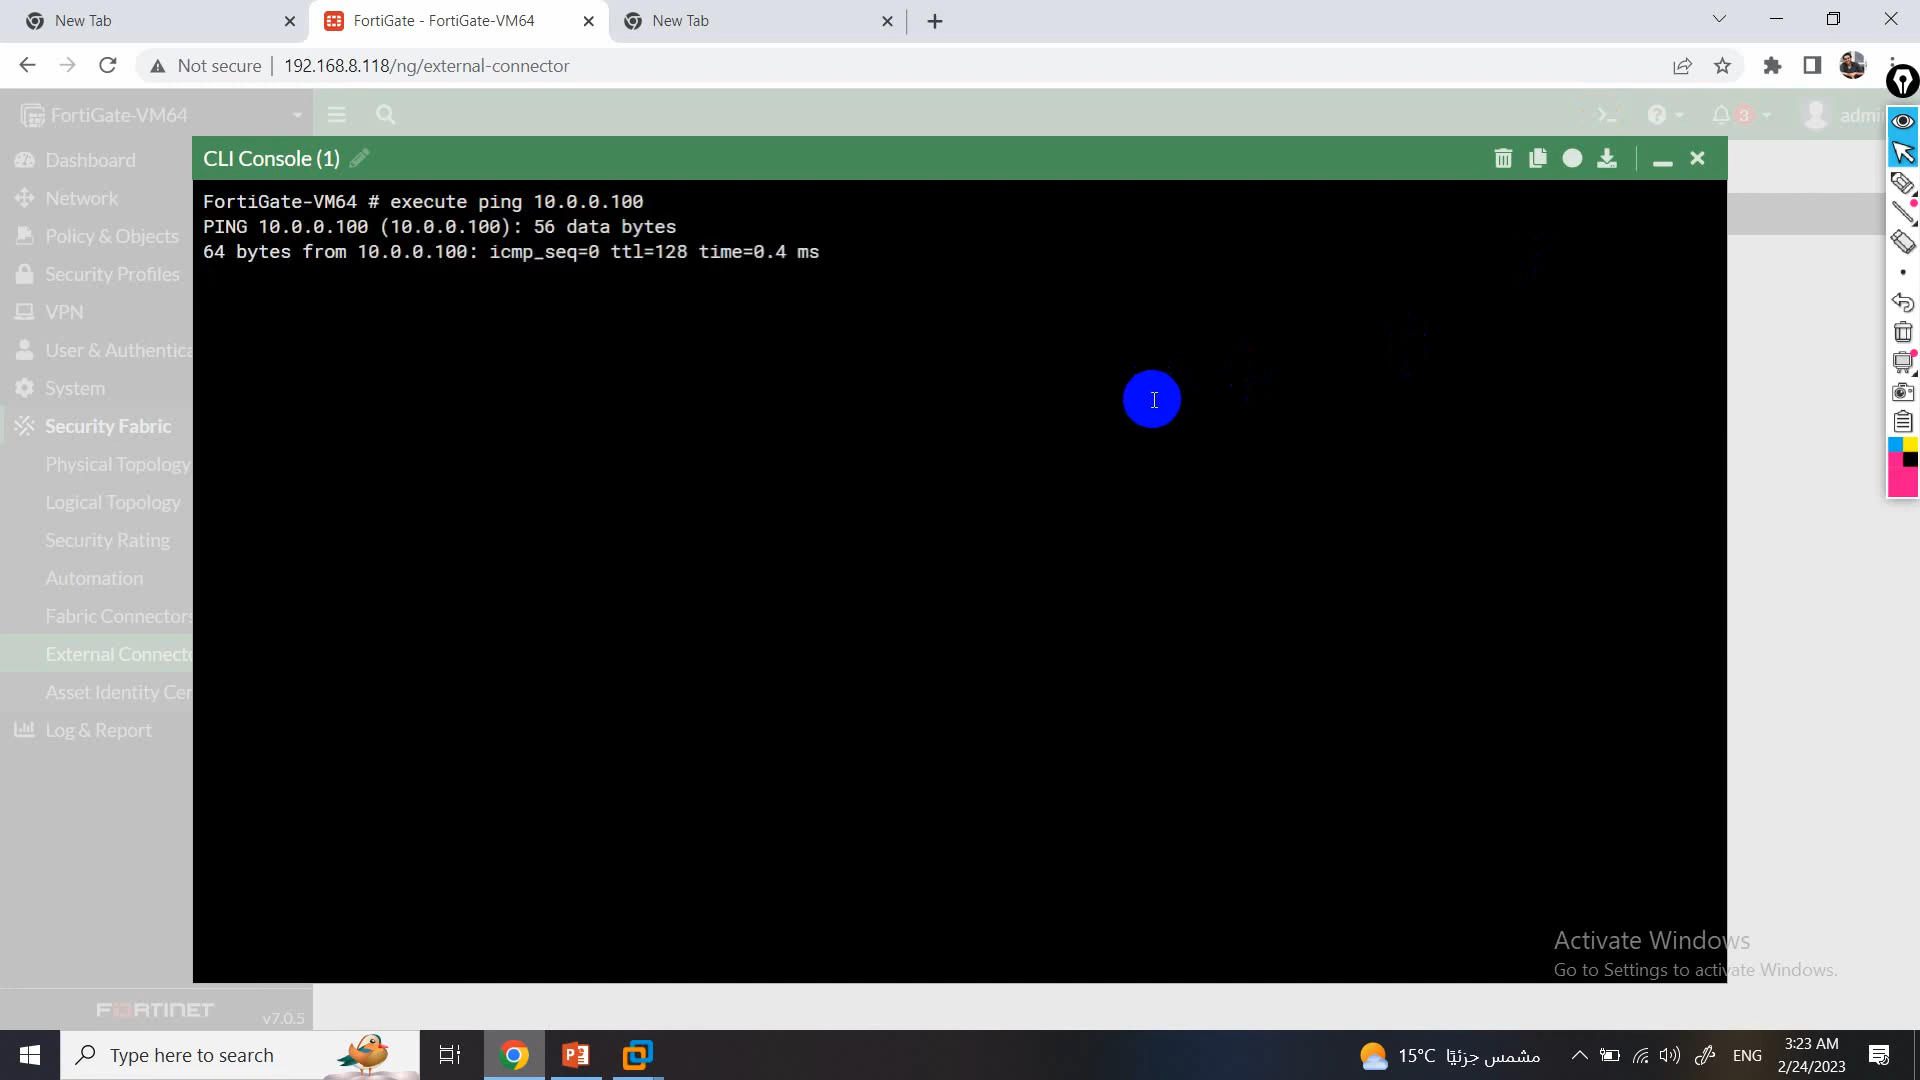 New Tab
FortiGate - FortiGate-VM64
New Tab
Not secure
192.168.8.118/ng/external-connector
FortiGate-VM64
3
CLI Console (1)
FortiGate-VM64 # execute ping 10.0.0.100
PING 10.0.0.100 (10.0.0.100): 56 data bytes
64 bytes from 10.0.0.100: icmp_seq=0 ttl=128 time=0.4 ms
Dashboard
Network
Policy & Objects
Security Profiles
VPN
User & Authentica
System
Security Fabric
Physical Topology
Logical Topology
Security Rating
Automation
Fabric Connectors
External Connect
Asset Identity Cen
Log & Report
FORTINET
v7.0.5
Activate Windows
Go to Settings to activate Windows.
Type here to search
15°C مشمس جزئيًا
ENG
3:23 AM
2/24/2023